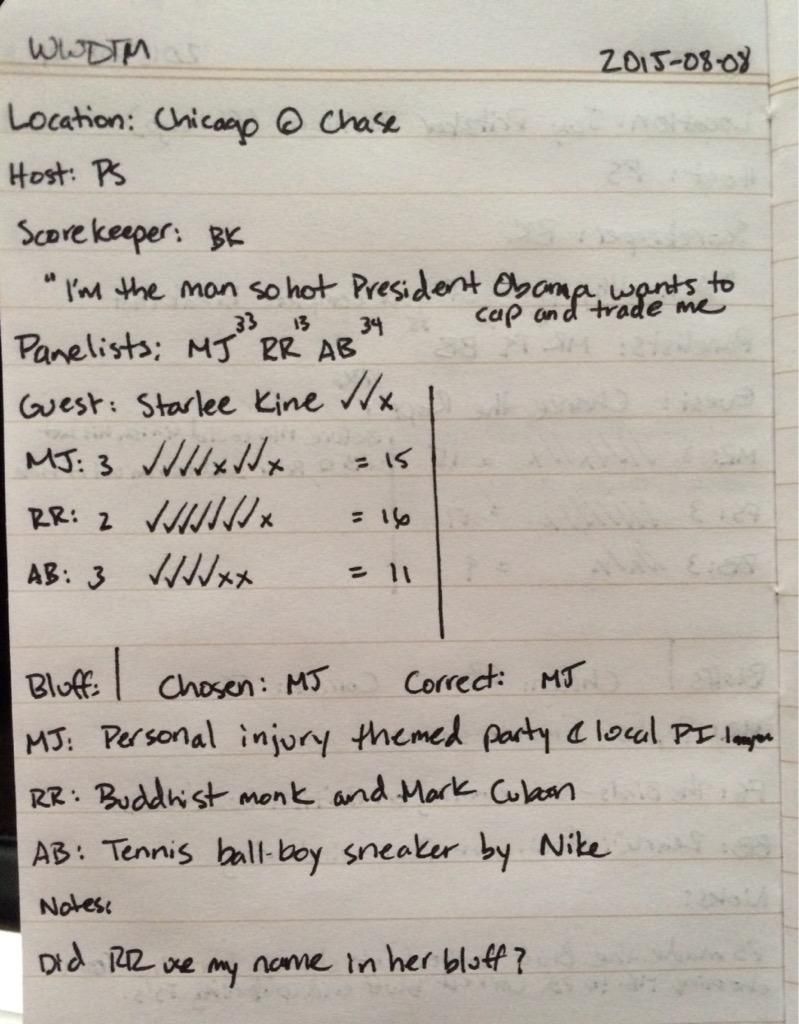 WWDTM 2015-08-08
Location: Chicago @ Chase
Host: PS
Scorekeeper: BK
"I'm the man so hot President Obama wants to
cap and trade me
Panelists: MJ 33 RR 13 AB 34
Guest: Starlee Kine ✓✓x
MJ: 3 ✓✓✓✓x✓✓x = 15
RR: 2 ✓✓✓✓✓✓✓x = 16
AB: 3 ✓✓✓✓xx = 11
Bluff: | Chosen: MJ Correct: MJ
MJ: Personal injury themed party & local PI
RR: Buddhist monk and Mark Cuban
AB: Tennis ball-boy sneaker by Nike
Notes:
Did RR use my name in her bluff?